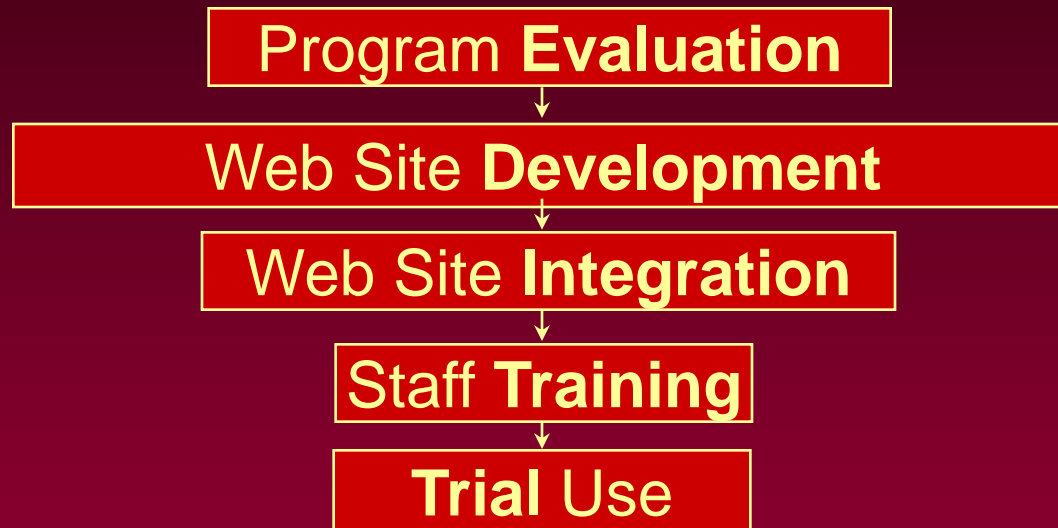 Program Evaluation
Web Site Development
Web Site Integration
Staff Training
Trial Use